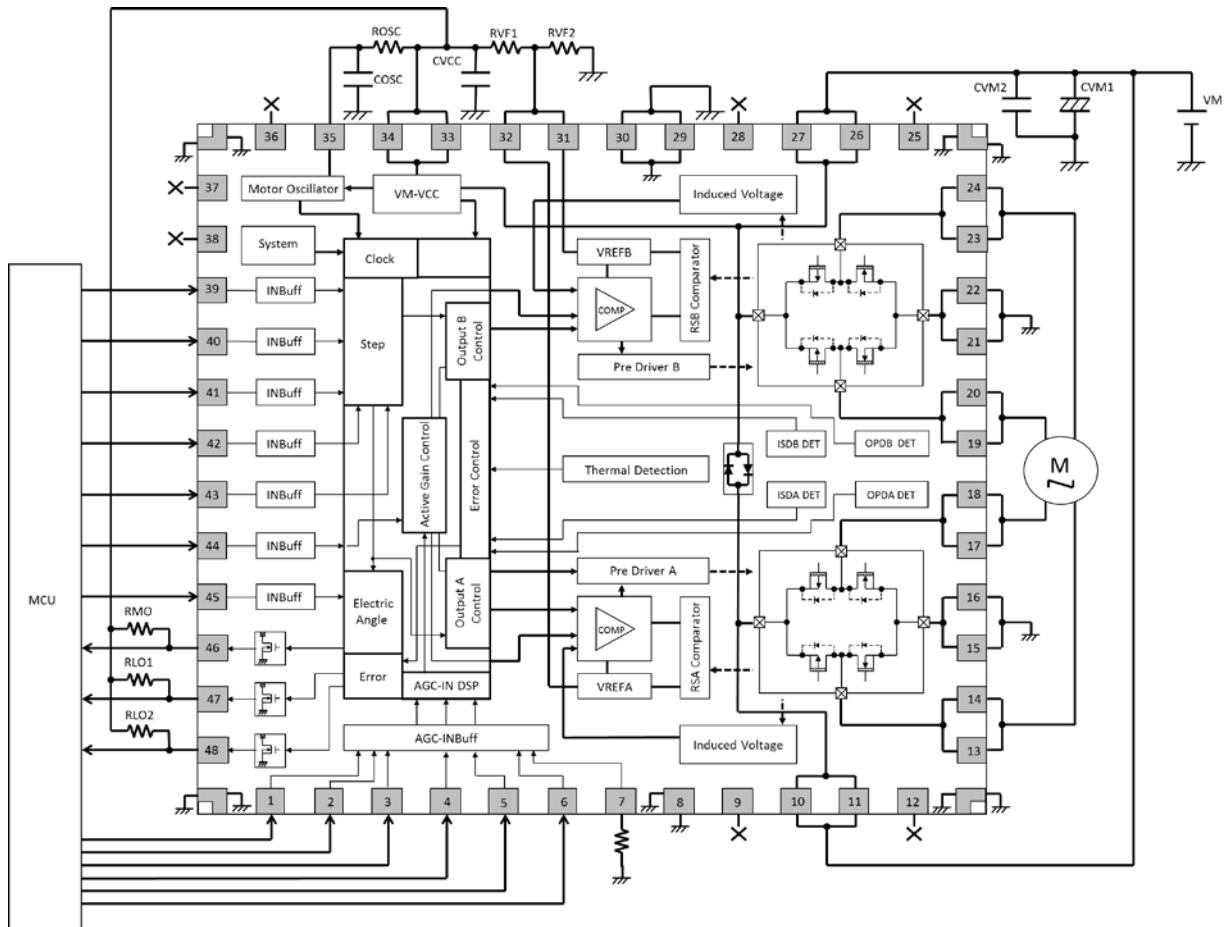 ROSC
RVF1
RVF2
CVCC
COSC
CVM2
CVM1
VM
36
35
34
33
32
31
30
29
28
27
26
25
37
Motor Oscillator
VM-VCC
Induced Voltage
24
38
System
Clock
VREFB
RSB Comparator
23
39
INBuff
COMP
22
40
INBuff
Step
Output B Control
Pre Driver B
21
41
INBuff
20
42
INBuff
Active Gain Control
Error Control
ISDB DET
OPDB DET
19
Thermal Detection
M
43
INBuff
ISDA DET
OPDA DET
18
44
INBuff
17
MCU
45
INBuff
Electric Angle
Output A Control
Pre Driver A
16
RMO
46
COMP
RSA Comparator
15
RLO1
47
Error
AGC-IN DSP
VREFA
14
RLO2
48
AGC-INBuff
Induced Voltage
13
1
2
3
4
5
6
7
8
9
10
11
12